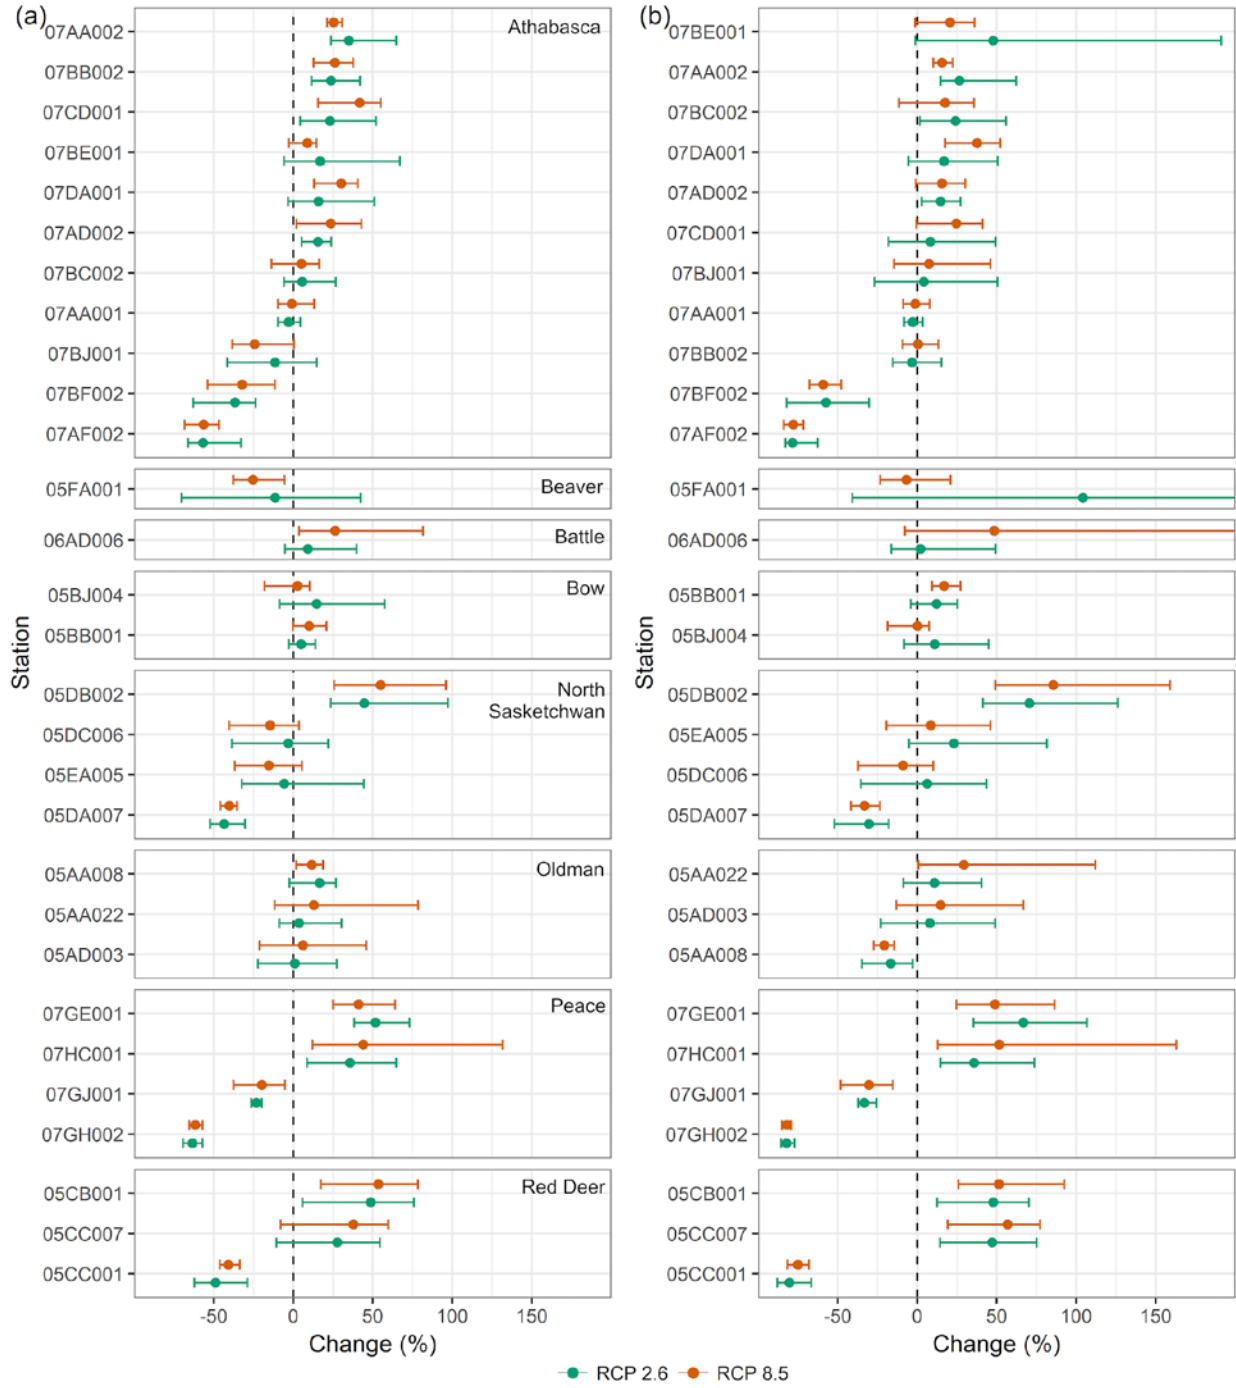 (a)
Athabasca
07AA002
07BB002
07CD001
07BE001
07DA001
07AD002
07BC002
07AA001
07BJ001
07BF002
07AF002
Beaver
05FA001
Battle
06AD006
Bow
05BJ004
05BB001
North
Sasketchwan
05DB002
05DC006
05EA005
05DA007
Oldman
05AA008
05AA022
05AD003
Peace
07GE001
07HC001
07GJ001
07GH002
Red Deer
05CB001
05CC007
05CC001
Station
-50 0 50 100 150
Change (%)
(b)
07BE001
07AA002
07BC002
07DA001
07AD002
07CD001
07BJ001
07AA001
07BB002
07BF002
07AF002
05FA001
06AD006
05BB001
05BJ004
05DB002
05EA005
05DC006
05DA007
05AA022
05AD003
05AA008
07GE001
07HC001
07GJ001
07GH002
05CB001
05CC007
05CC001
Station
-50 0 50 100 150
Change (%)
RCP 2.6 RCP 8.5